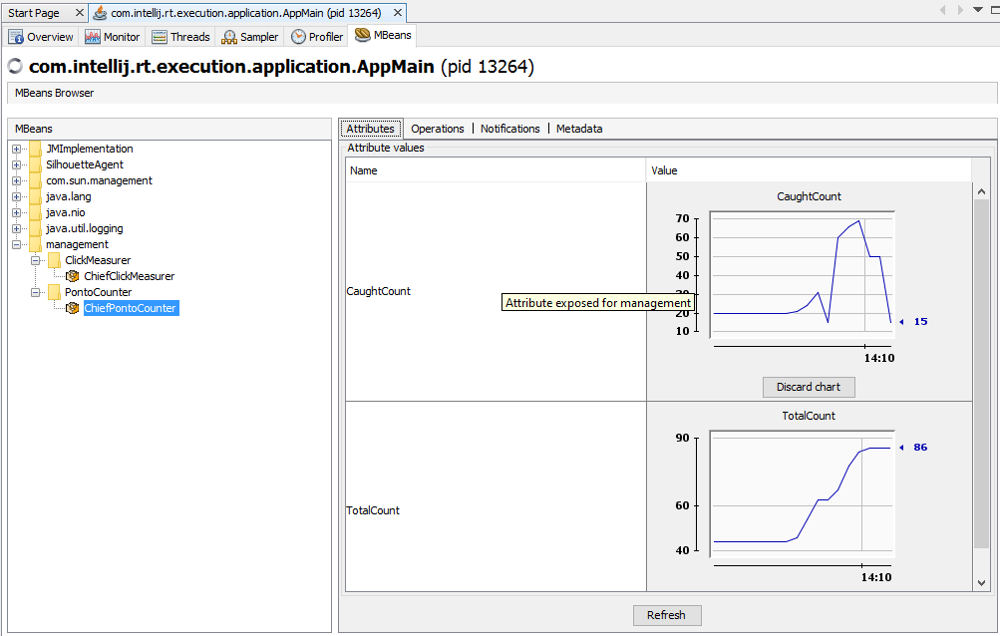 Start Page
com.intellij.rt.execution.application.AppMain (pid 13264)
Overview
Monitor
Threads
Sampler
Profiler
MBeans
com.intellij.rt.execution.application.AppMain (pid 13264)
MBeans Browser
MBeans
JMImplementation
SilhouetteAgent
com.sun.management
java.lang
java.nio
java.util.logging
management
ClickMeasurer
ChiefClickMeasurer
PontoCounter
ChiefPontoCounter
Attributes
Operations
Notifications
Metadata
Attribute values
Name
Value
CaughtCount
CaughtCount
70
60
50
40
30
20
10
15
14:10
Attribute exposed for management
Discard chart
TotalCount
TotalCount
90
60
40
86
14:10
Refresh